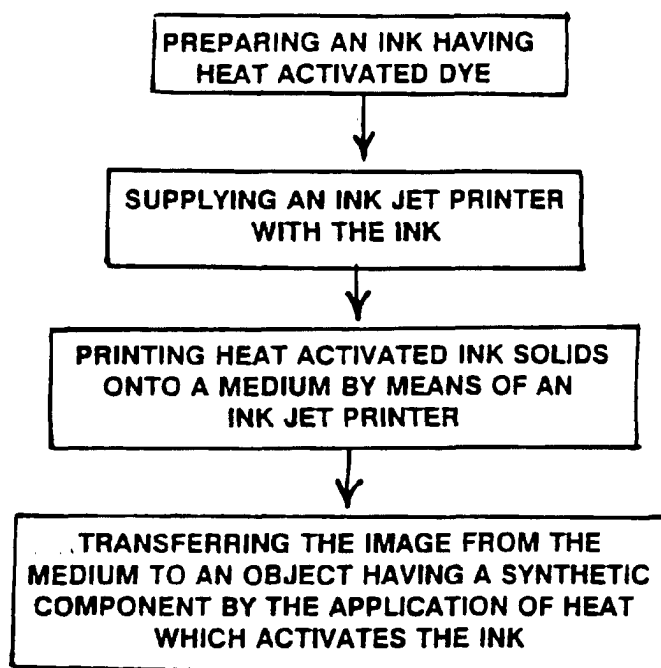 PREPARING AN INK HAVING
HEAT ACTIVATED DYE
SUPPLYING AN INK JET PRINTER
WITH THE INK
PRINTING HEAT ACTIVATED INK SOLIDS
ONTO A MEDIUM BY MEANS OF AN
INK JET PRINTER
TRANSFERRING THE IMAGE FROM THE
MEDIUM TO AN OBJECT HAVING A SYNTHETIC
COMPONENT BY THE APPLICATION OF HEAT
WHICH ACTIVATES THE INK